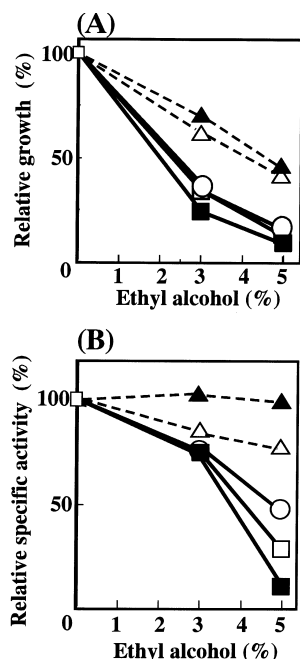 (A)
Relative growth (%)
100
50
0
1 2 3 4 5
Ethyl alcohol (%)
(B)
Relative specific activity (%)
100
50
0
1 2 3 4 5
Ethyl alcohol (%)